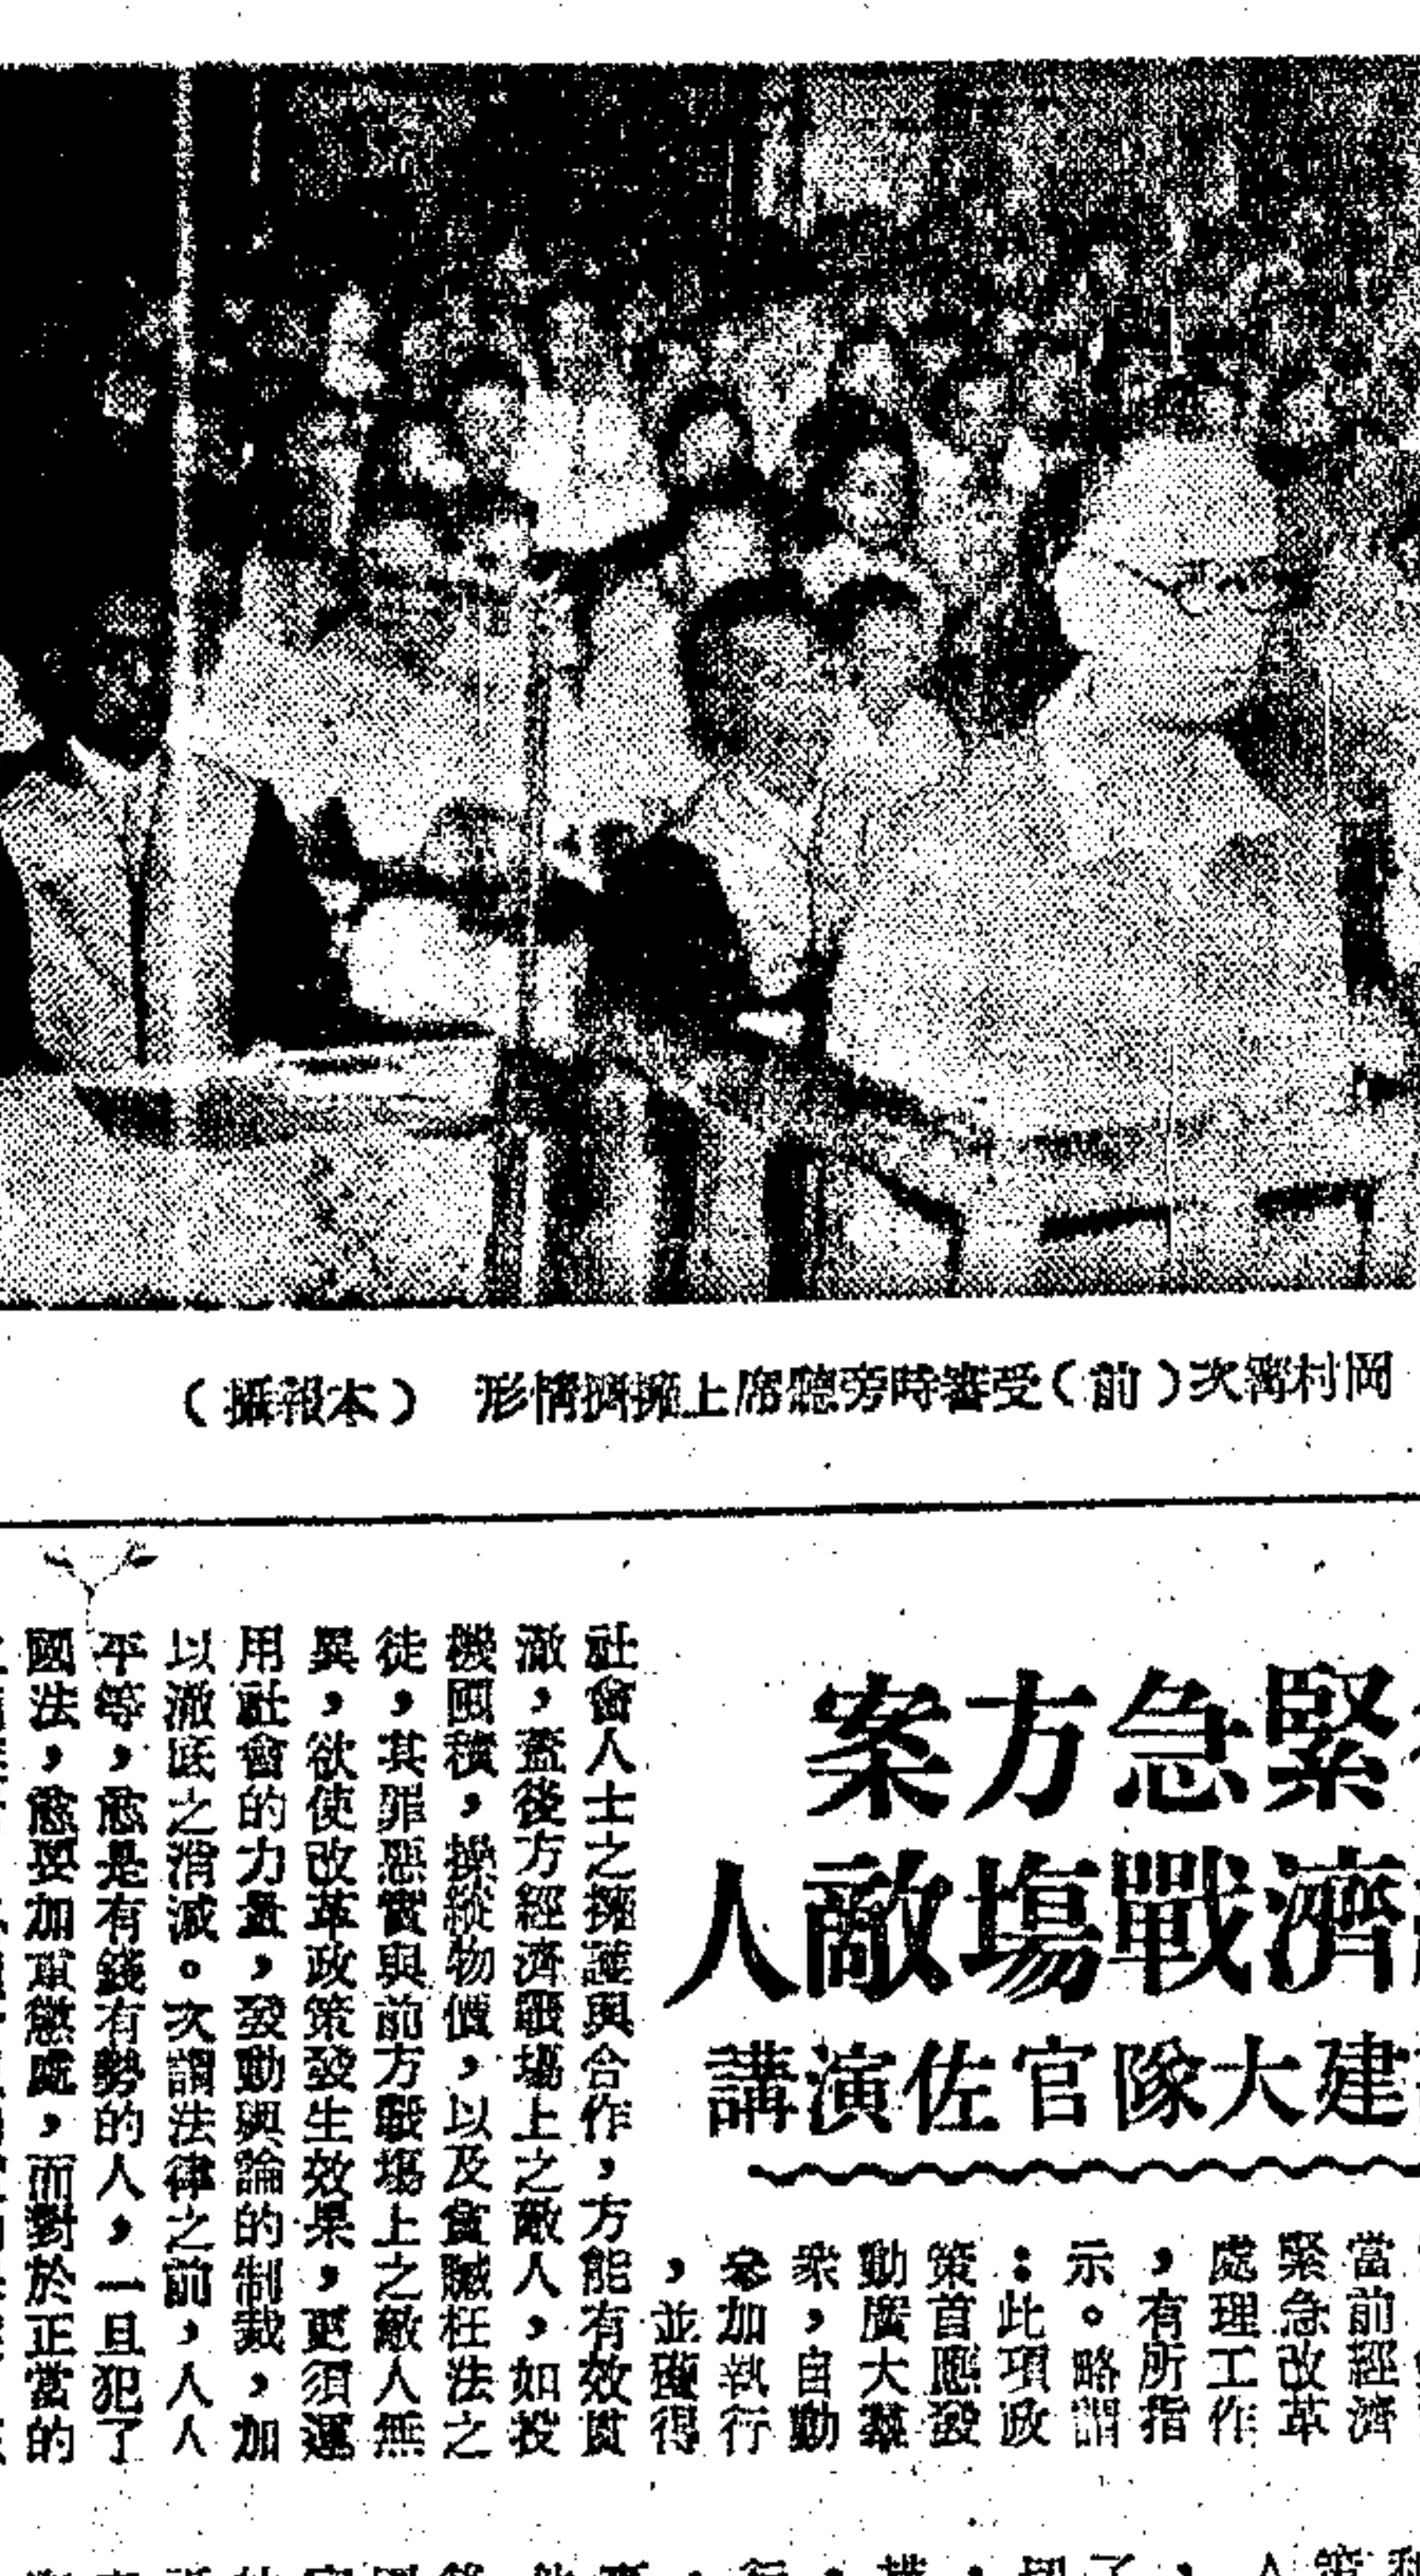 岡村寗次（前）受審時旁聽席上擁擠情形　（本報攝）
緊急方案
濟戰塲敵人
建大隊官佐演講
當前經濟
緊急改革
處理工作
，有所指
示。略謂
：此項政
策首應發
動廣大羣
衆，自動
參加執行
，並獲得
社會人士之擁護與合作，方能有效貫
澈，蓋後方經濟戰場上之敵人，如投
機囤積，操縱物價，以及貪贓枉法之
徒，其罪惡實與前方戰塲上之敵人無
異，欲使改革政策發生效果，更須運
用社會的力量，發動輿論的制裁，加
以澈底之消滅。次謂法律之前，人人
平等，愈是有錢有勢的人，一旦犯了
國法，愈要加重懲處，而對於正當的